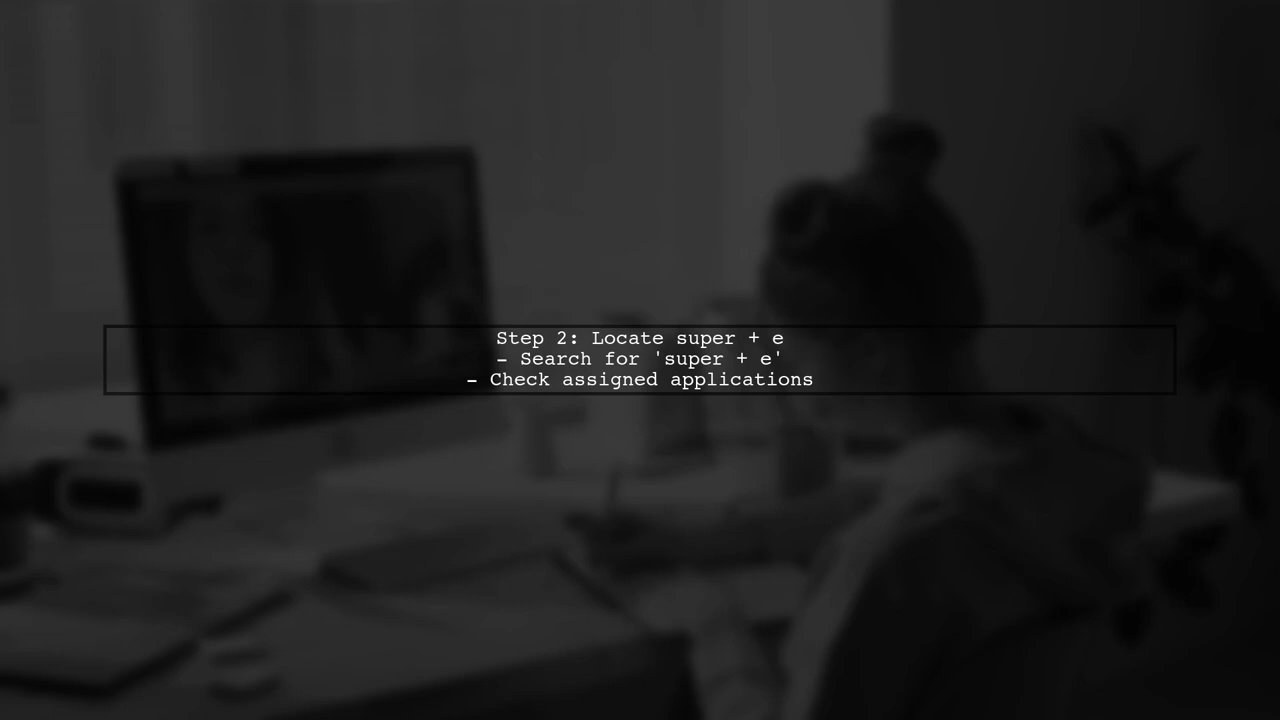 Step 2: Locate super + e
- Search for 'super + e'
- Check assigned applications